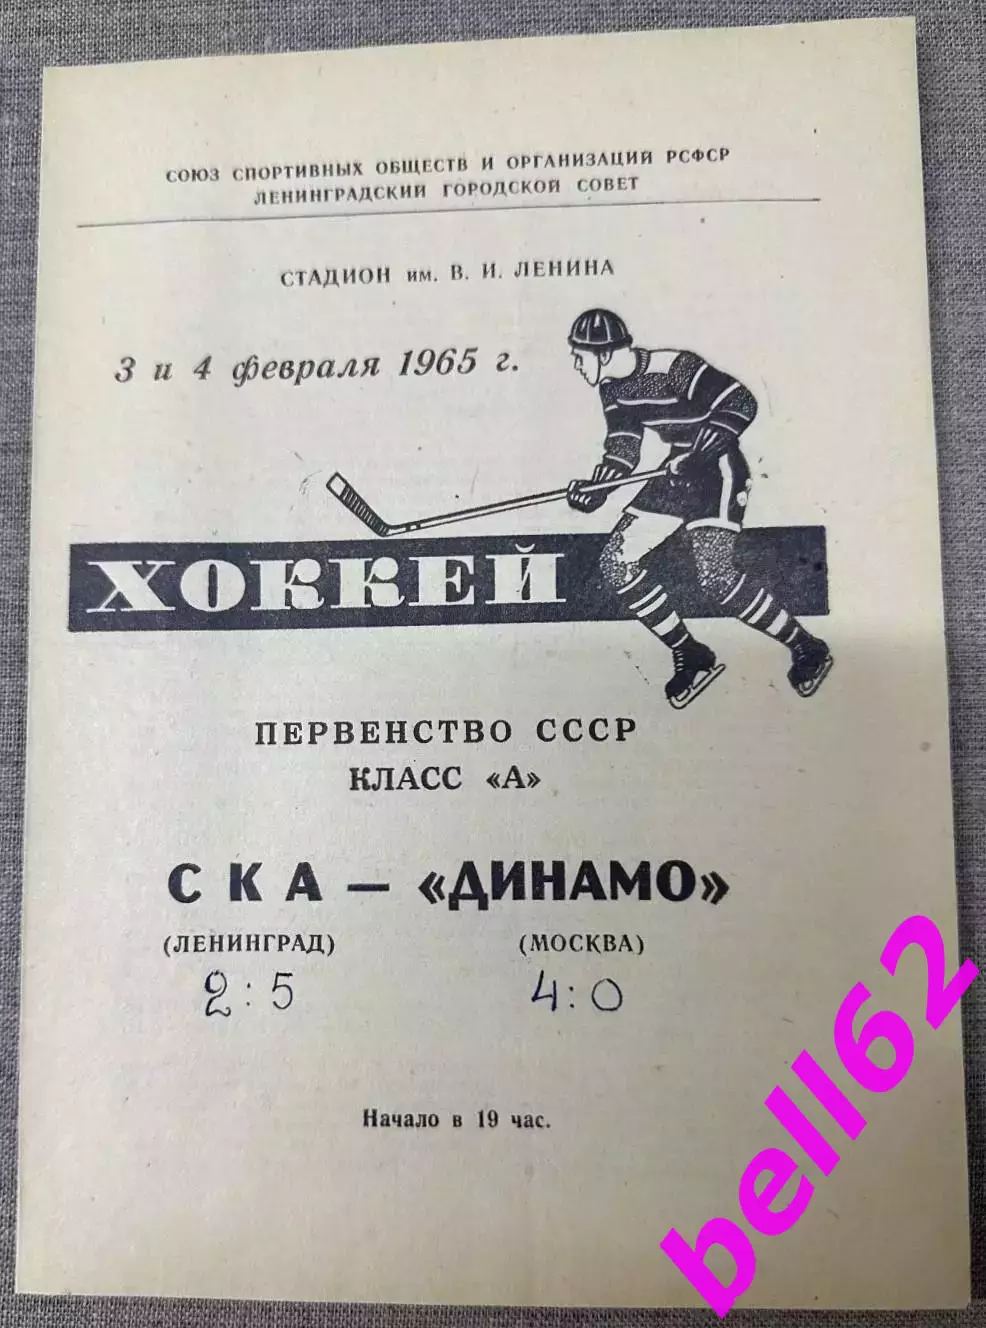 СОЮЗ СПОРТИВНЫХ ОБЩЕСТВ И ОРГАНИЗАЦИЙ РСФСР
ЛЕНИНГРАДСКИЙ ГОРОДСКОЙ СОВЕТ
СТАДИОН им. В. И. ЛЕНИНА
3 и 4 февраля 1965 г.
ХОККЕЙ
ПЕРВЕНСТВО СССР
КЛАСС «А»
СКА — «ДИНАМО»
(ЛЕНИНГРАД) (МОСКВА)
2:5 4:0
Начало в 19 час.
bell62